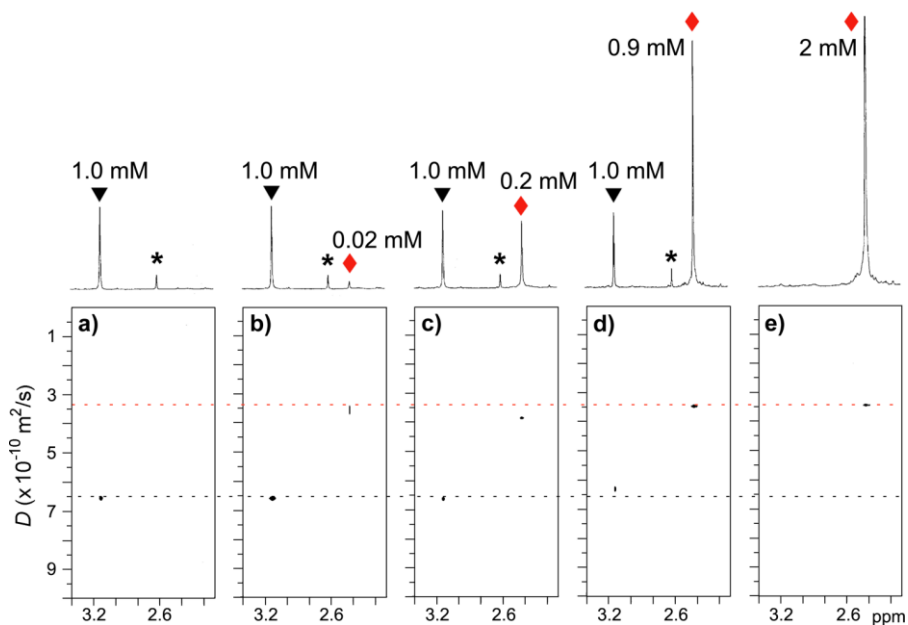 2 mM
0.9 mM
1.0 mM
1.0 mM
1.0 mM
1.0 mM
0.2 mM
0.02 mM
*
*
*
*
a)
b)
c)
d)
e)
1
3
5
7
9
D (x 10⁻¹⁰ m²/s)
3.2 2.6 3.2 2.6 3.2 2.6 3.2 2.6 3.2 2.6 ppm